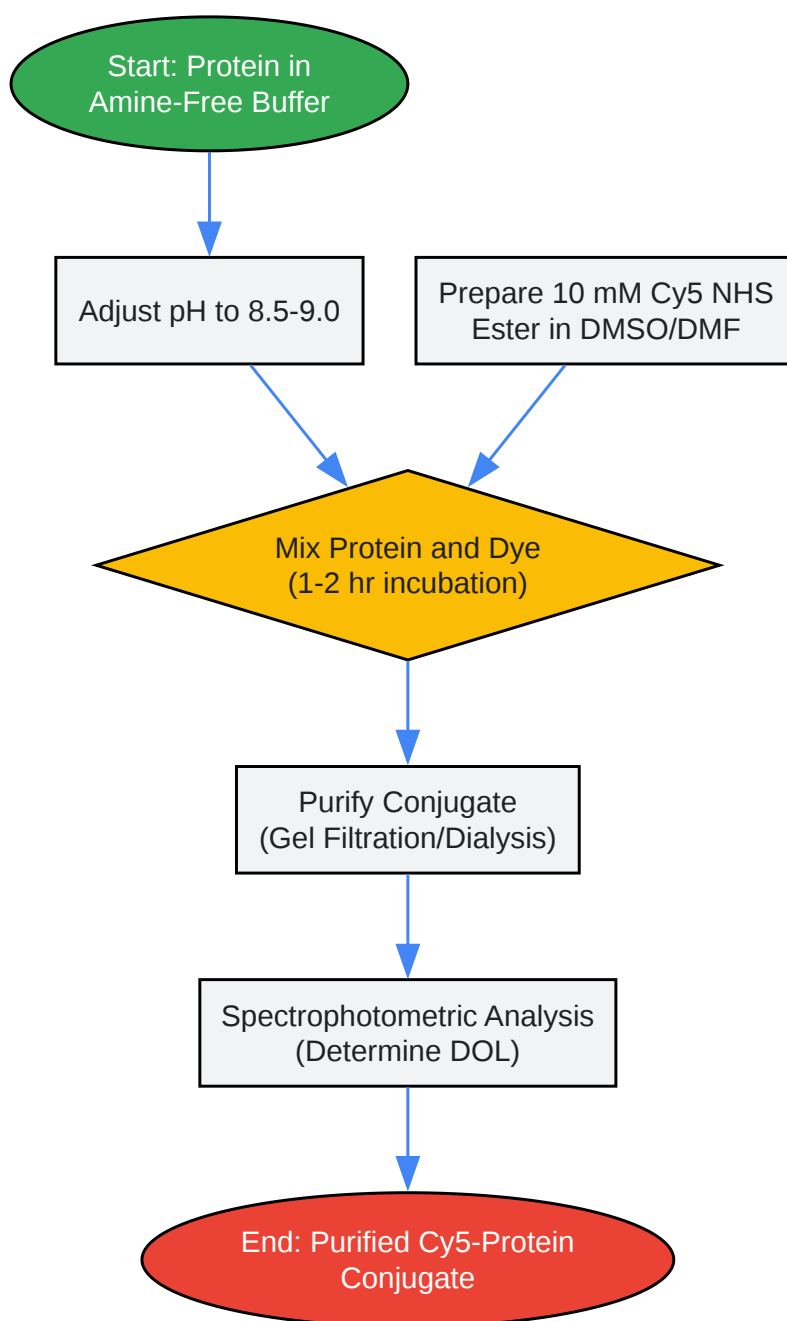 Start: Protein in
Amine-Free Buffer
Adjust pH to 8.5-9.0
Prepare 10 mM Cy5 NHS
Ester in DMSO/DMF
Mix Protein and Dye
(1-2 hr incubation)
Purify Conjugate
(Gel Filtration/Dialysis)
Spectrophotometric Analysis
(Determine DOL)
End: Purified Cy5-Protein
Conjugate